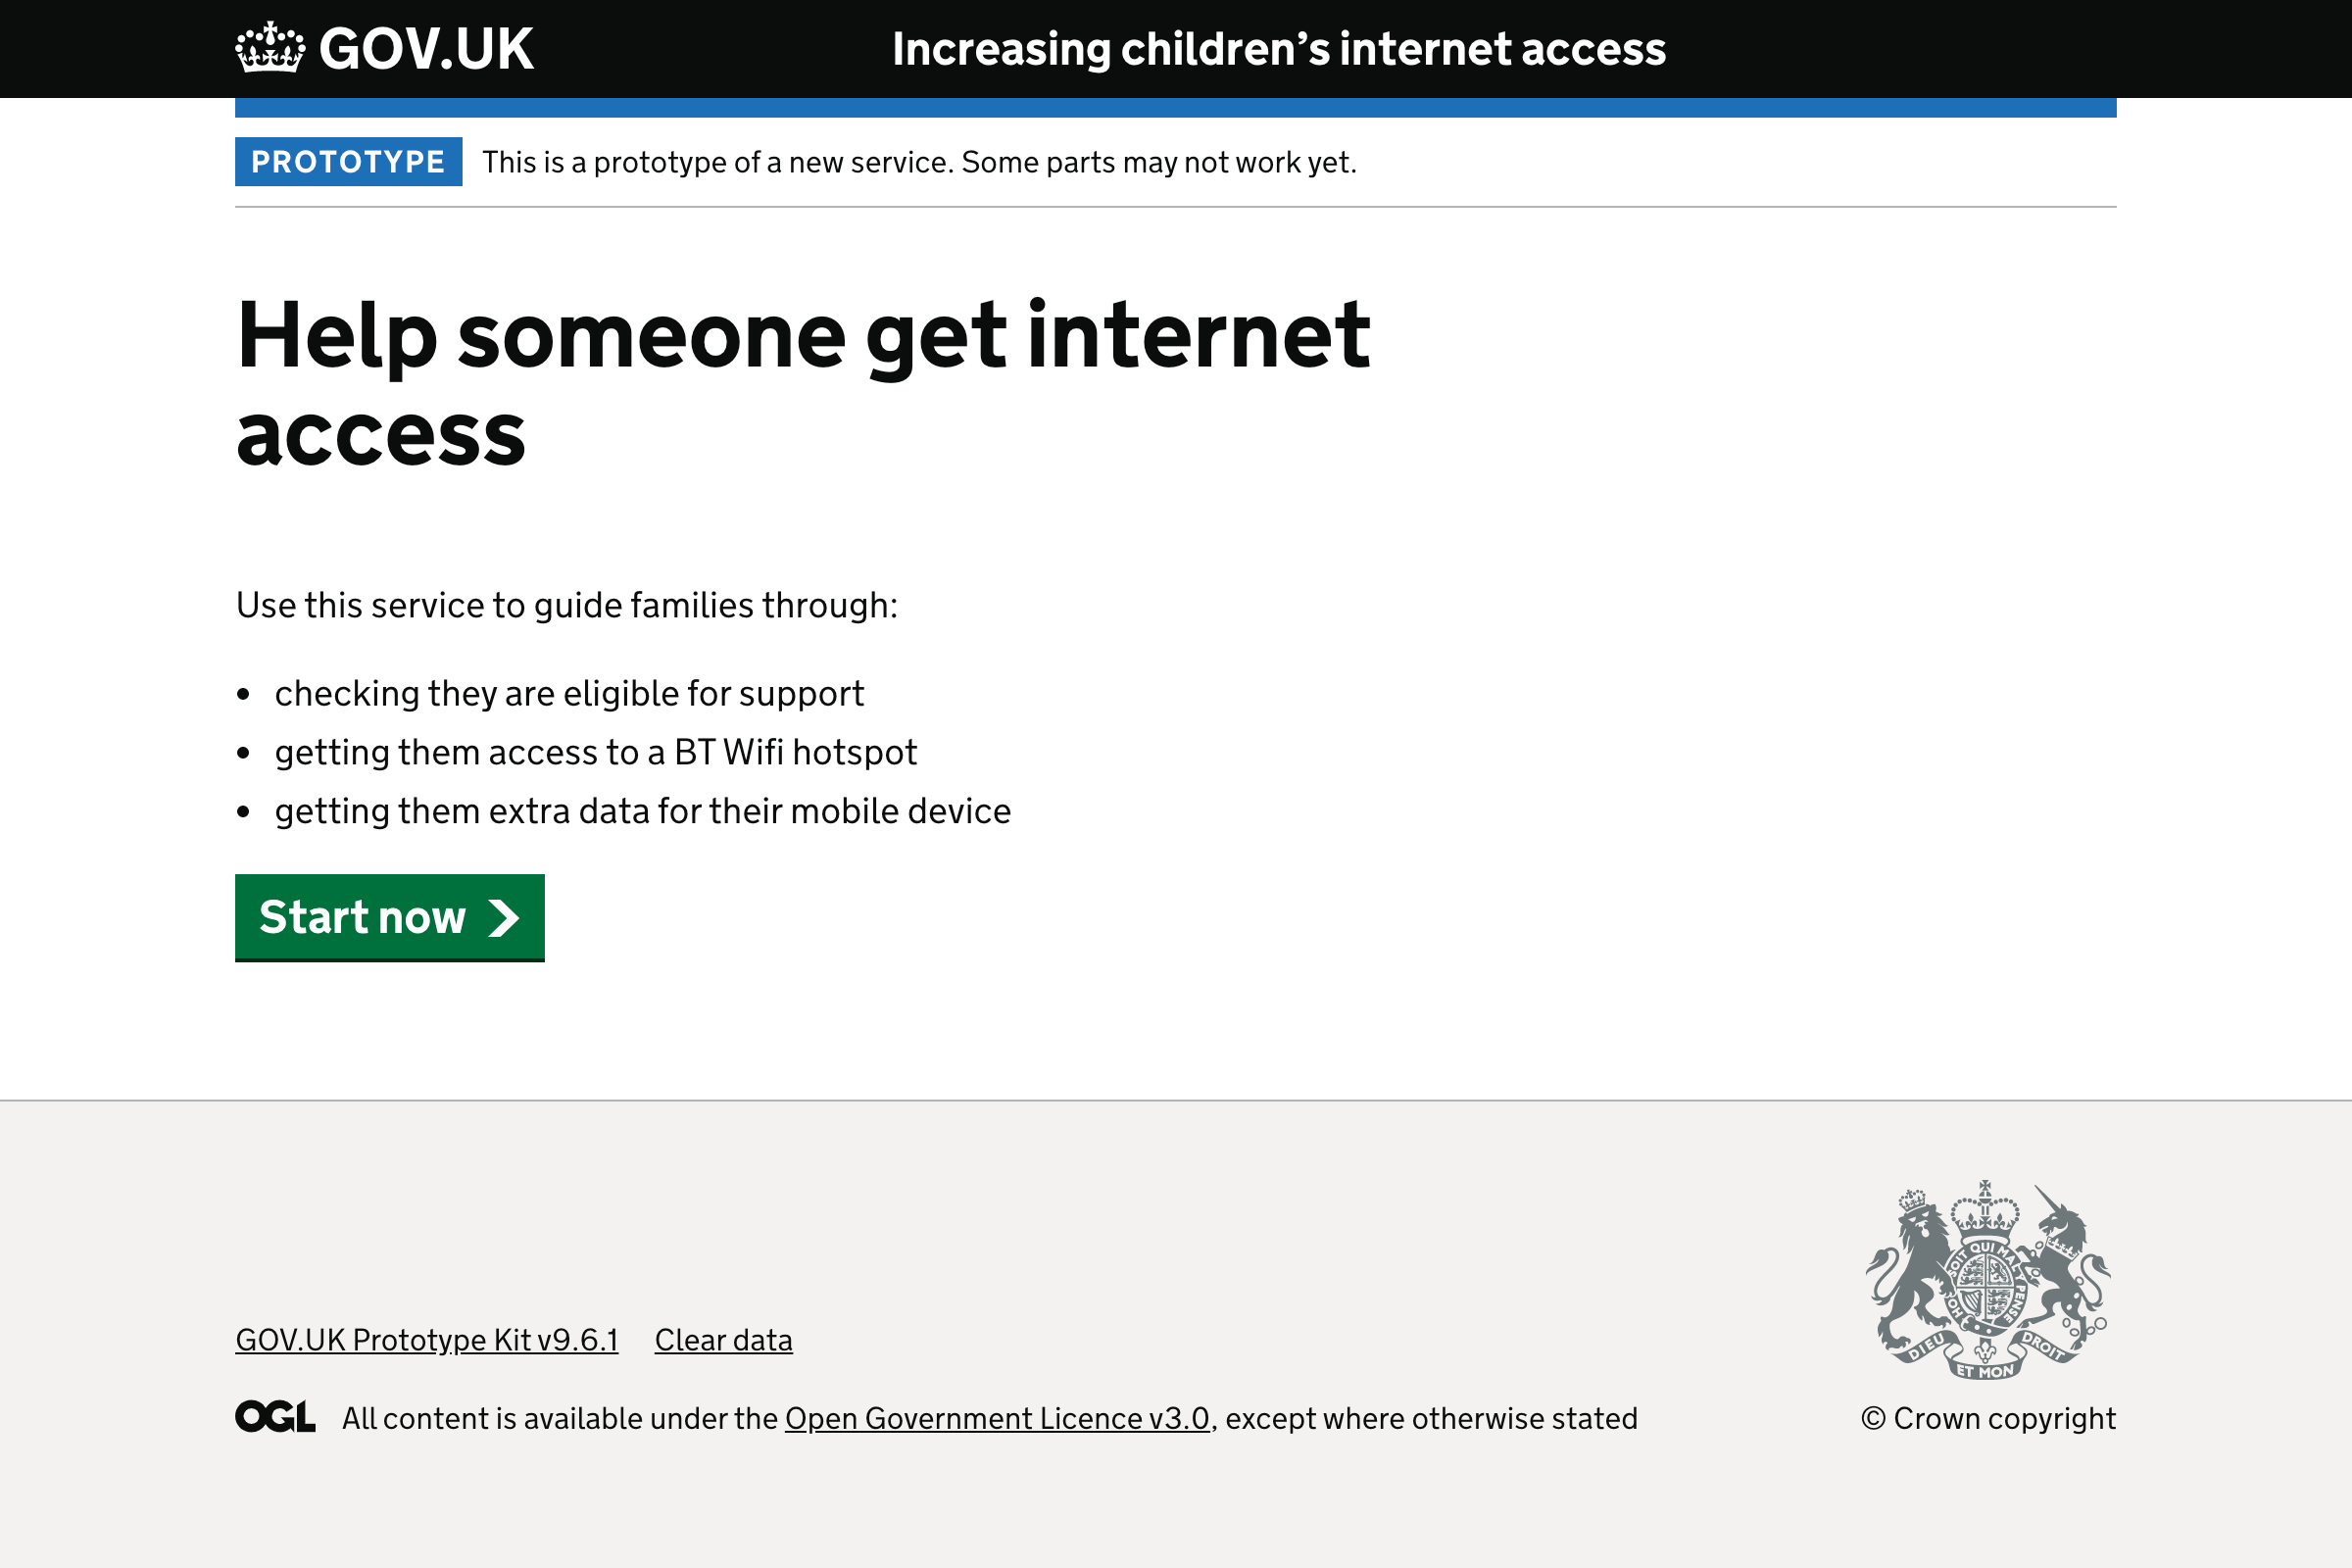 GOV.UK
Increasing children’s internet access
PROTOTYPE
This is a prototype of a new service. Some parts may not work yet.
Help someone get internet
access
Use this service to guide families through:
• checking they are eligible for support
• getting them access to a BT Wifi hotspot
• getting them extra data for their mobile device
Start now
GOV.UK Prototype Kit v9.6.1
Clear data
OGL
All content is available under the Open Government Licence v3.0, except where otherwise stated
SOIT QUI MAL PENSE
HO
DIEU ET MON DROIT
© Crown copyright